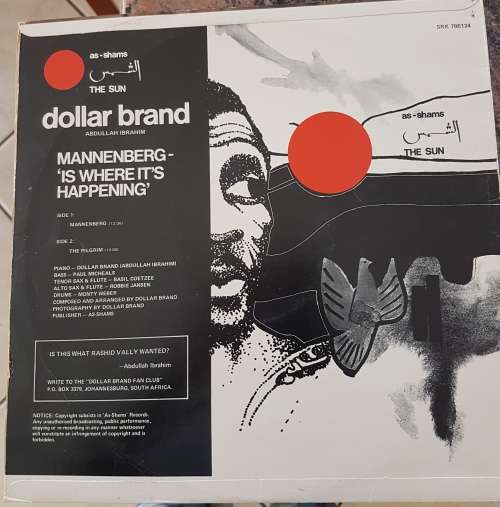 SRK 786134
as-shams
الشمس
THE SUN
dollar brand
ABDULLAH IBRAHIM
MANNENBERG -
'IS WHERE IT'S
HAPPENING'
SIDE 1:
MANNENBERG
SIDE 2:
THE PILGRIM
PIANO – DOLLAR BRAND (ABDULLAH IBRAHIM)
BASS – PAUL MICHEALS
TENOR SAX & FLUTE – BASIL COETZEE
ALTO SAX & FLUTE – ROBBIE JANSEN
DRUMS – MONTY WEBER
COMPOSED AND ARRANGED BY DOLLAR BRAND
PHOTOGRAPHY BY DOLLAR BRAND
PUBLISHER – AS-SHAMS
IS THIS WHAT RASHID VALLY WANTED?
–Abdullah Ibrahim
WRITE TO THE "DOLLAR BRAND FAN CLUB"
P.O. BOX 3379, JOHANNESBURG, SOUTH AFRICA.
NOTICE: Copyright subsists in 'As-Shams' Records.
Any unauthorised broadcasting, public performance,
copying or re-recording in any manner whatsoever
will constitute an infringement of copyright and is
forbidden.
as-shams
الشمس
THE SUN